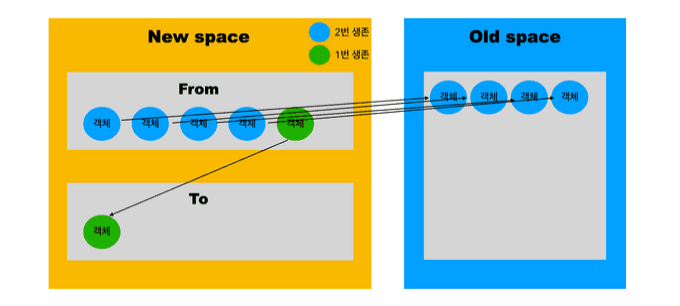 New space
2번 생존
1번 생존
From
객체 객체 객체 객체 객체
To
객체
Old space
객체 객체 객체 객체